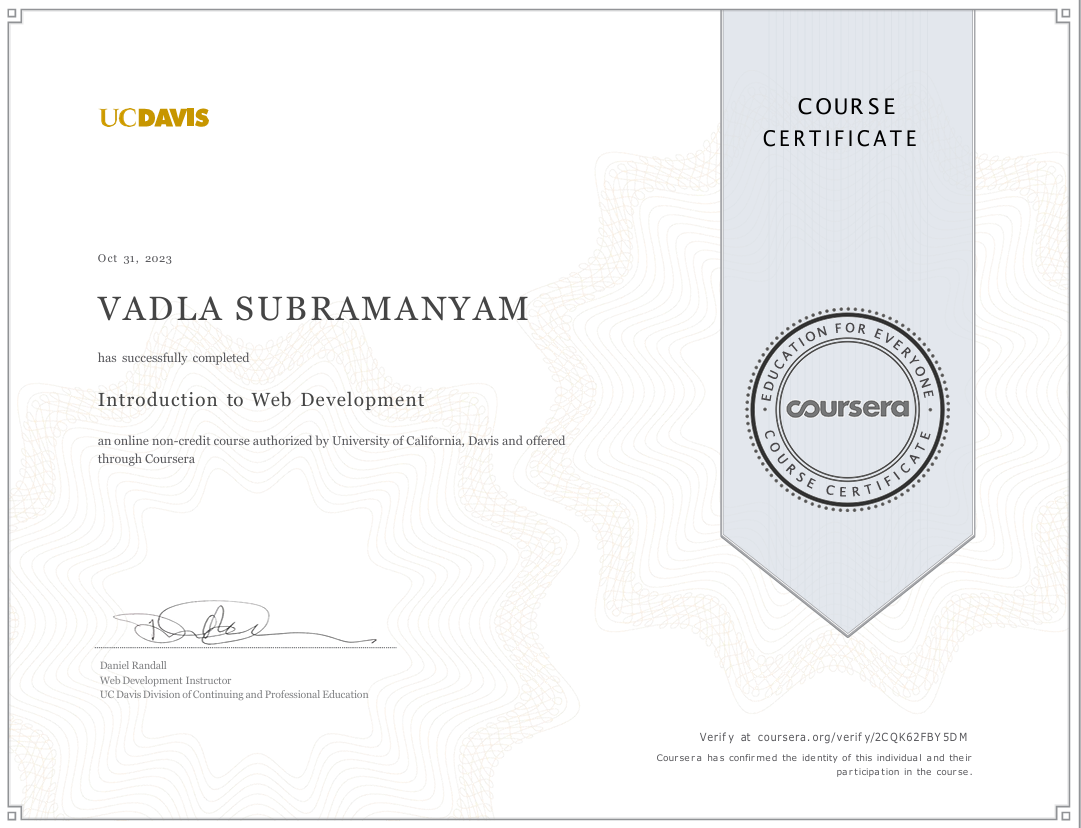 UCDAVIS
COURSE
CERTIFICATE
Oct 31, 2023
VADLA SUBRAMANYAM
has successfully completed
Introduction to Web Development
an online non-credit course authorized by University of California, Davis and offered
through Coursera
EDUCATION FOR EVERYONE
coursera
COURSE CERTIFICATE
Daniel Randall
Web Development Instructor
UC Davis Division of Continuing and Professional Education
Verify at coursera.org/verify/2CQK62FBY5DM
Coursera has confirmed the identity of this individual and their
participation in the course.